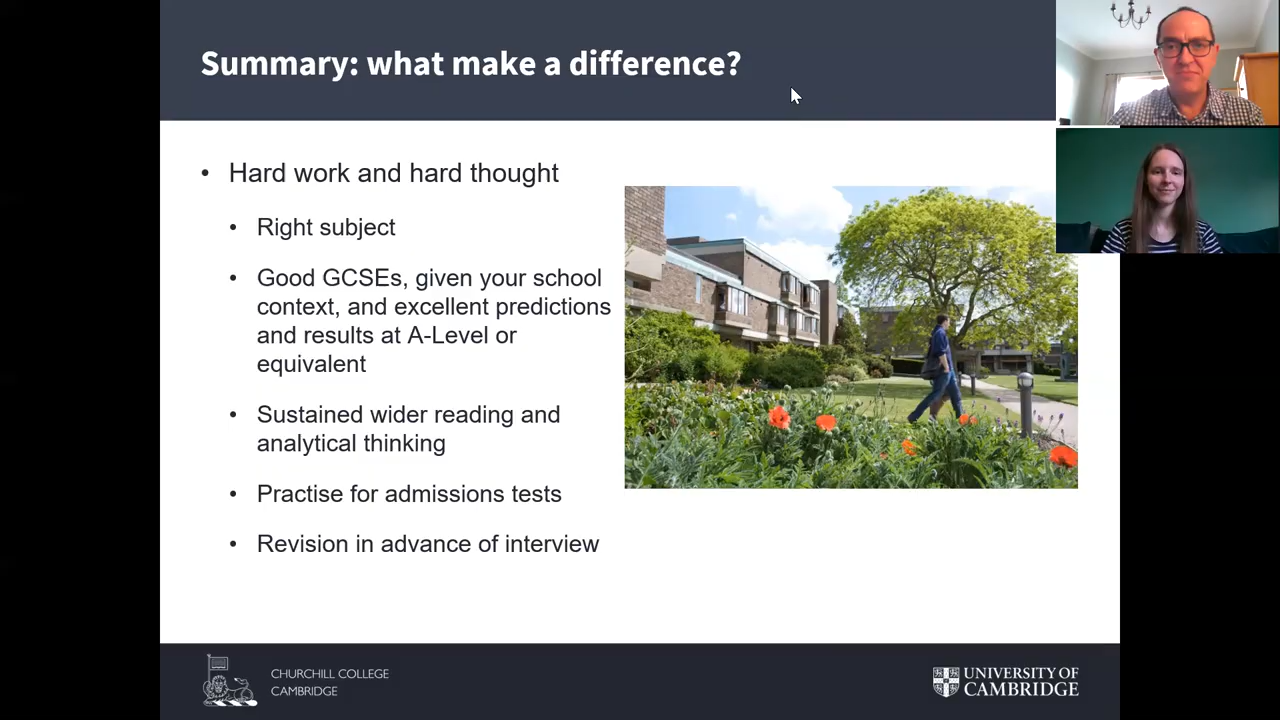 Summary: what make a difference?
• Hard work and hard thought
• Right subject
• Good GCSEs, given your school
context, and excellent predictions
and results at A-Level or
equivalent
• Sustained wider reading and
analytical thinking
• Practise for admissions tests
• Revision in advance of interview
CHURCHILL COLLEGE
CAMBRIDGE
UNIVERSITY OF
CAMBRIDGE